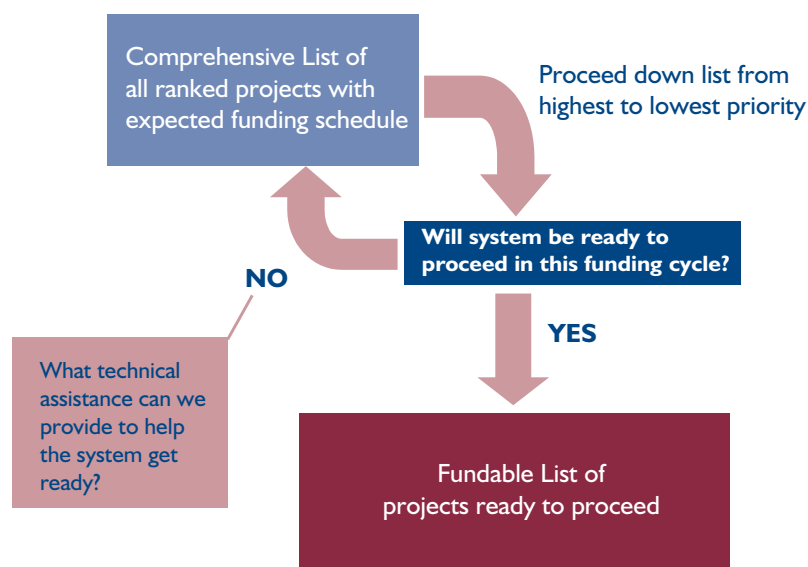 Comprehensive List of
all ranked projects with
expected funding schedule
Proceed down list from
highest to lowest priority
Will system be ready to
proceed in this funding cycle?
NO
YES
What technical
assistance can we
provide to help
the system get
ready?
Fundable List of
projects ready to proceed